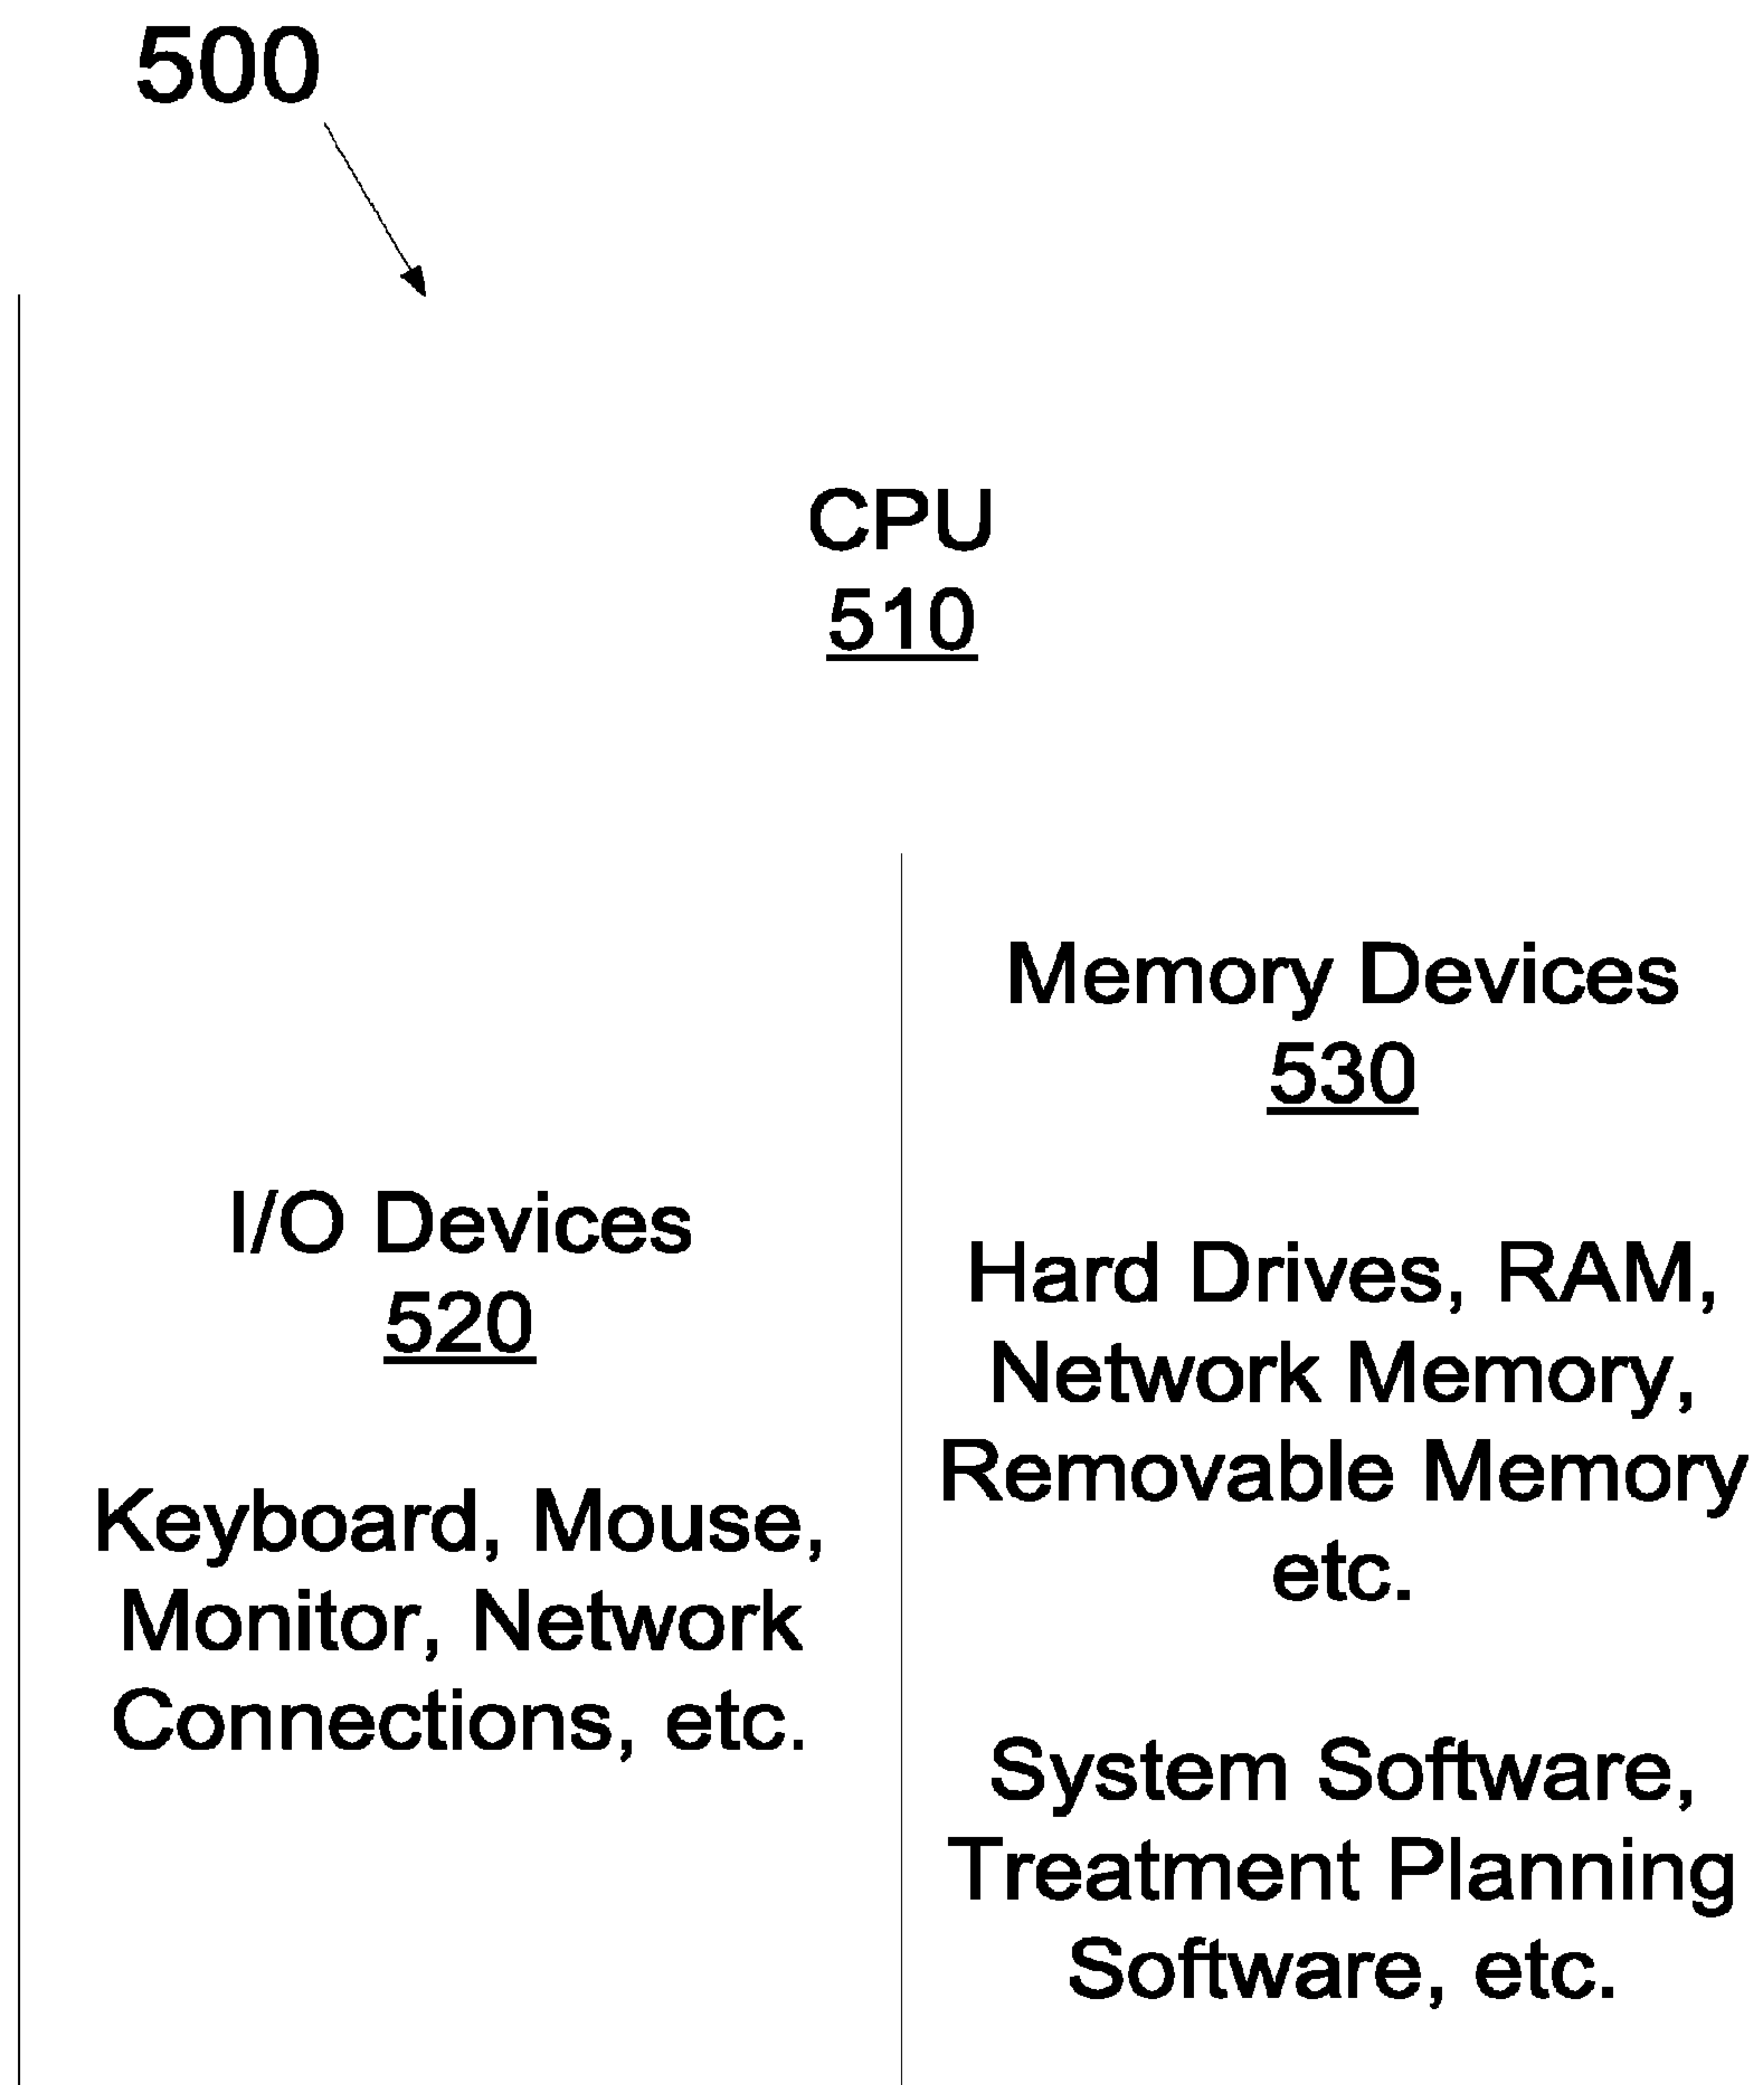 500
CPU
510
I/O Devices
520
Keyboard, Mouse,
Monitor, Network
Connections, etc.
Memory Devices
530
Hard Drives, RAM,
Network Memory,
Removable Memory
etc.
System Software,
Treatment Planning
Software, etc.